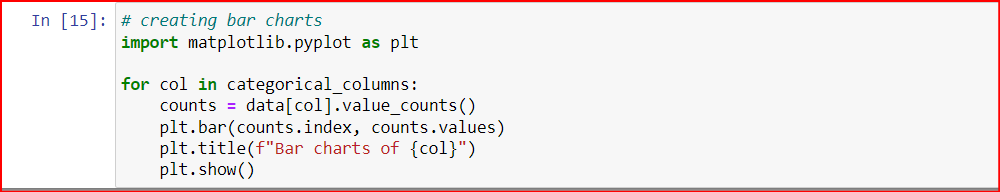 In [15]: # creating bar charts
import matplotlib.pyplot as plt

for col in categorical_columns:
    counts = data[col].value_counts()
    plt.bar(counts.index, counts.values)
    plt.title(f"Bar charts of {col}")
    plt.show()